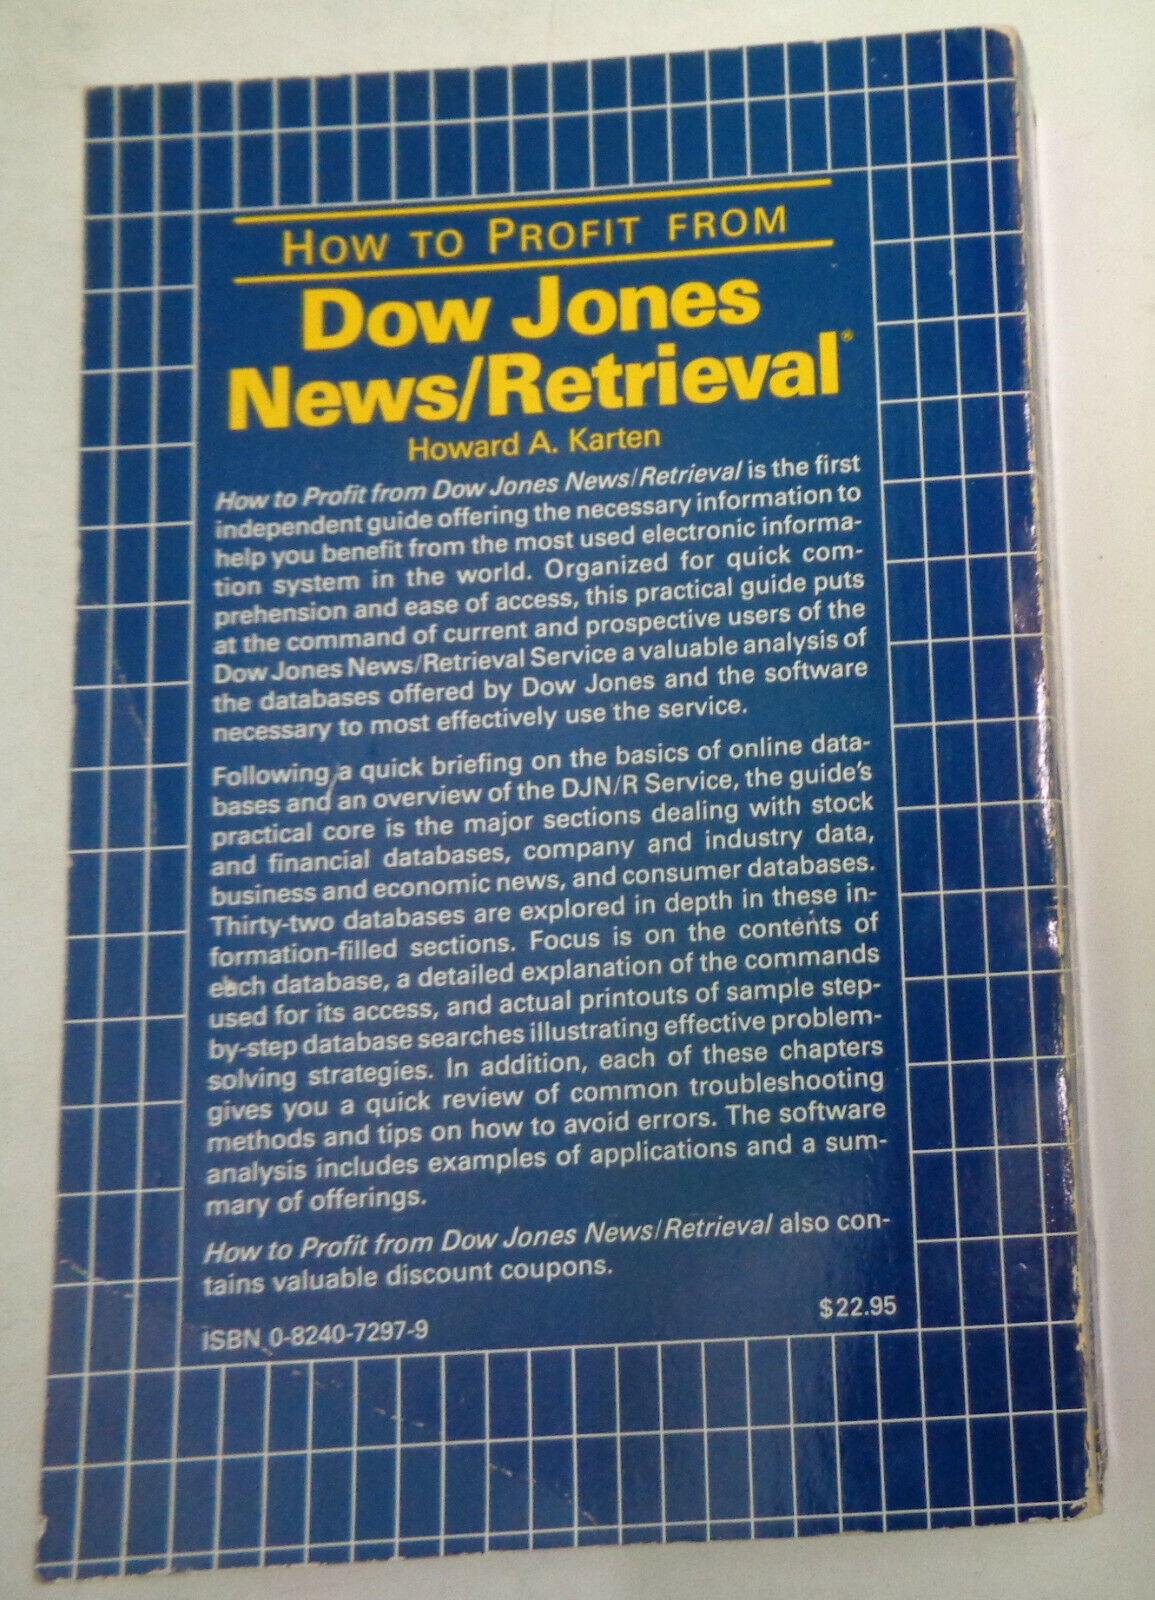 HOW TO PROFIT FROM
Dow Jones
News/Retrieval®
Howard A. Karten
How to Profit from Dow Jones News/Retrieval is the first
independent guide offering the necessary information to
help you benefit from the most used electronic informa-
tion system in the world. Organized for quick com-
prehension and ease of access, this practical guide puts
at the command of current and prospective users of the
Dow Jones News/Retrieval Service a valuable analysis of
the databases offered by Dow Jones and the software
necessary to most effectively use the service.
Following a quick briefing on the basics of online data-
bases and an overview of the DJN/R Service, the guide's
practical core is the major sections dealing with stock
and financial databases, company and industry data,
business and economic news, and consumer databases.
Thirty-two databases are explored in depth in these in-
formation-filled sections. Focus is on the contents of
each database, a detailed explanation of the commands
used for its access, and actual printouts of sample step-
by-step database searches illustrating effective problem-
solving strategies. In addition, each of these chapters
gives you a quick review of common troubleshooting
methods and tips on how to avoid errors. The software
analysis includes examples of applications and a sum-
mary of offerings.
How to Profit from Dow Jones News/Retrieval also con-
tains valuable discount coupons.
ISBN 0-8240-7297-9
$22.95